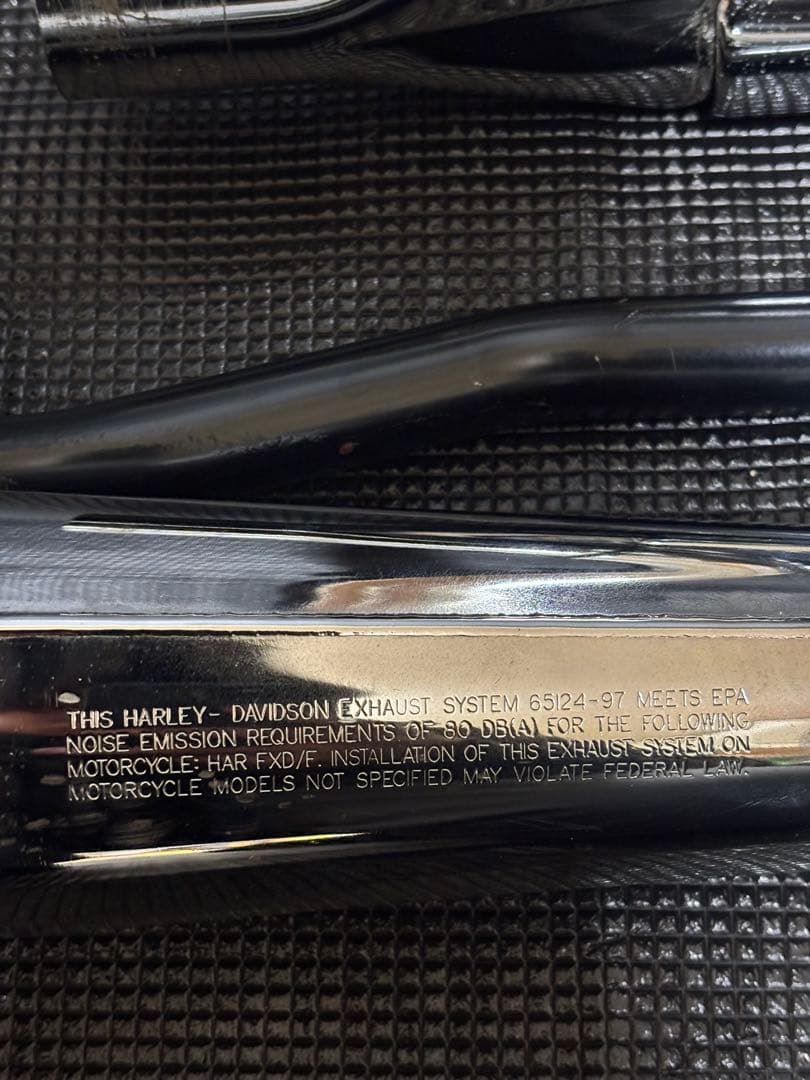 THIS HARLEY- DAVIDSON EXHAUST SYSTEM 65124-97 MEETS EPA
NOISE EMISSION REQUIREMENTS OF 80 DB(A) FOR THE FOLLOWING
MOTORCYCLE: HAR FXD/F. INSTALLATION OF THIS EXHAUST SYSTEM ON
MOTORCYCLE MODELS NOT SPECIFIED MAY VIOLATE FEDERAL LAW.